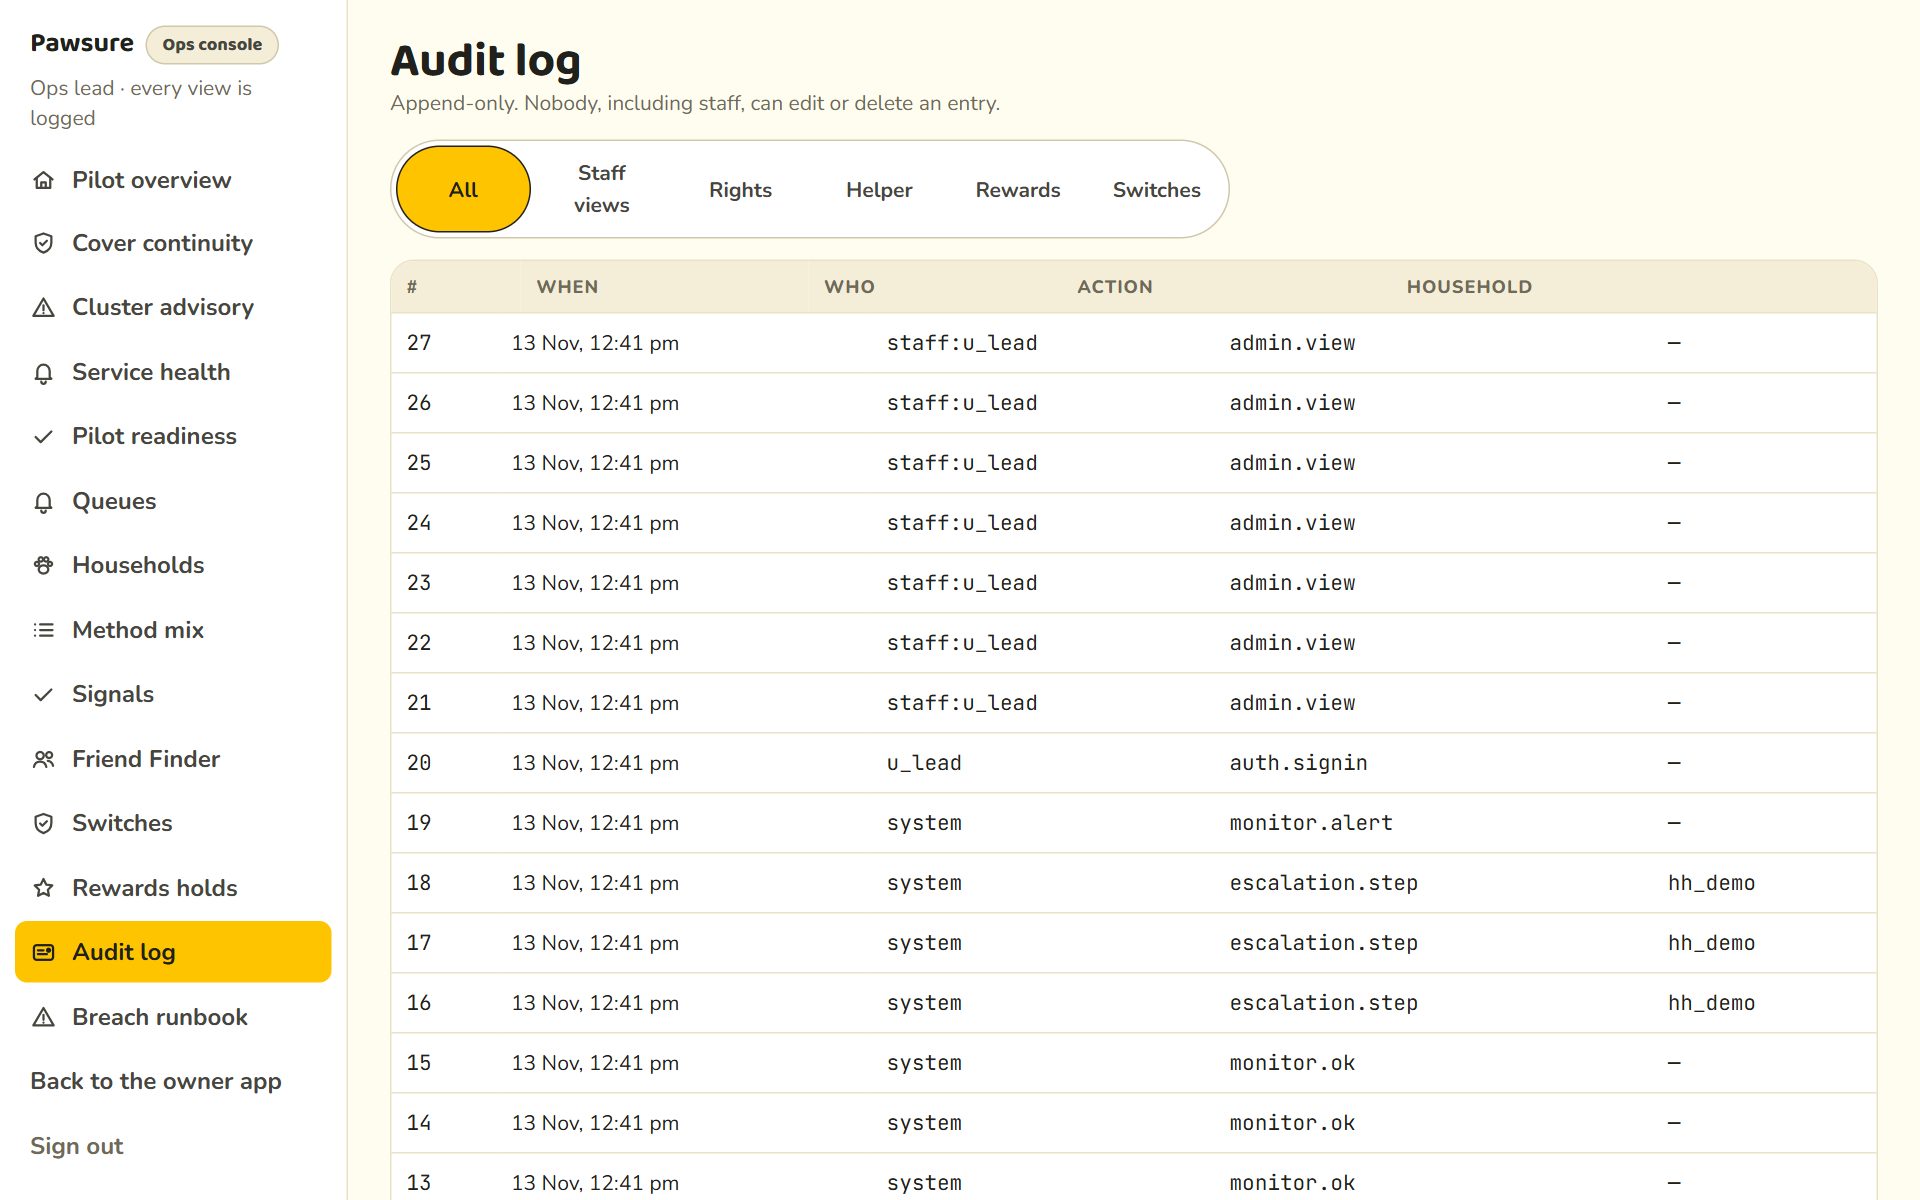 Pawsure Ops console
Ops lead · every view is
logged
Pilot overview
Cover continuity
Cluster advisory
Service health
Pilot readiness
Queues
Households
Method mix
Signals
Friend Finder
Switches
Rewards holds
Audit log
Breach runbook
Back to the owner app
Sign out
Audit log
Append-only. Nobody, including staff, can edit or delete an entry.
All Staff views Rights Helper Rewards Switches
# WHEN WHO ACTION HOUSEHOLD
27 13 Nov, 12:41 pm staff:u_lead admin.view —
26 13 Nov, 12:41 pm staff:u_lead admin.view —
25 13 Nov, 12:41 pm staff:u_lead admin.view —
24 13 Nov, 12:41 pm staff:u_lead admin.view —
23 13 Nov, 12:41 pm staff:u_lead admin.view —
22 13 Nov, 12:41 pm staff:u_lead admin.view —
21 13 Nov, 12:41 pm staff:u_lead admin.view —
20 13 Nov, 12:41 pm u_lead auth.signin —
19 13 Nov, 12:41 pm system monitor.alert —
18 13 Nov, 12:41 pm system escalation.step hh_demo
17 13 Nov, 12:41 pm system escalation.step hh_demo
16 13 Nov, 12:41 pm system escalation.step hh_demo
15 13 Nov, 12:41 pm system monitor.ok —
14 13 Nov, 12:41 pm system monitor.ok —
13 13 Nov, 12:41 pm system monitor.ok —